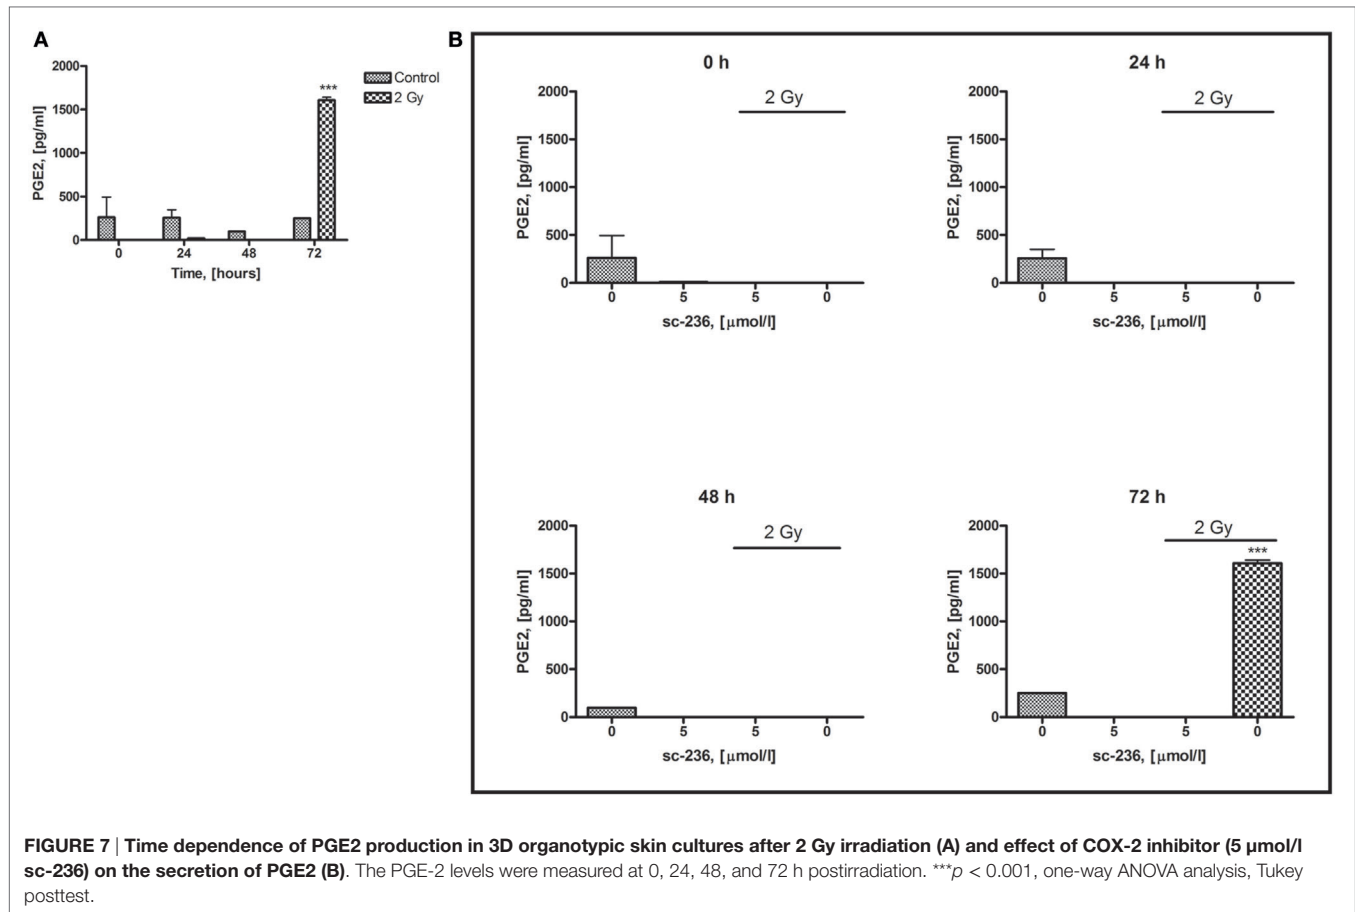 A
2000
1500
1000
500
0
PGE2, [pg/ml]
***
0
24
48
72
Time, [hours]
Control
2 Gy
B
0 h
2 Gy
2000
1500
1000
500
0
PGE2, [pg/ml]
0 5 5 0
sc-236, [μmol/l]
24 h
2 Gy
2000
1500
1000
500
0
PGE2, [pg/ml]
0 5 5 0
sc-236, [μmol/l]
48 h
2 Gy
2000
1500
1000
500
0
PGE2, [pg/ml]
0 5 5 0
sc-236, [μmol/l]
72 h
2 Gy
***
2000
1500
1000
500
0
PGE2, [pg/ml]
0 5 5 0
sc-236, [μmol/l]
FIGURE 7 | Time dependence of PGE2 production in 3D organotypic skin cultures after 2 Gy irradiation (A) and effect of COX-2 inhibitor (5 μmol/l
sc-236) on the secretion of PGE2 (B). The PGE-2 levels were measured at 0, 24, 48, and 72 h postirradiation. ***p < 0.001, one-way ANOVA analysis, Tukey
posttest.